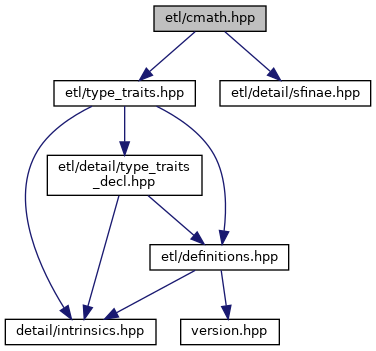 etl/cmath.hpp
etl/type_traits.hpp
etl/detail/sfinae.hpp
etl/detail/type_traits
_decl.hpp
etl/definitions.hpp
detail/intrinsics.hpp
version.hpp